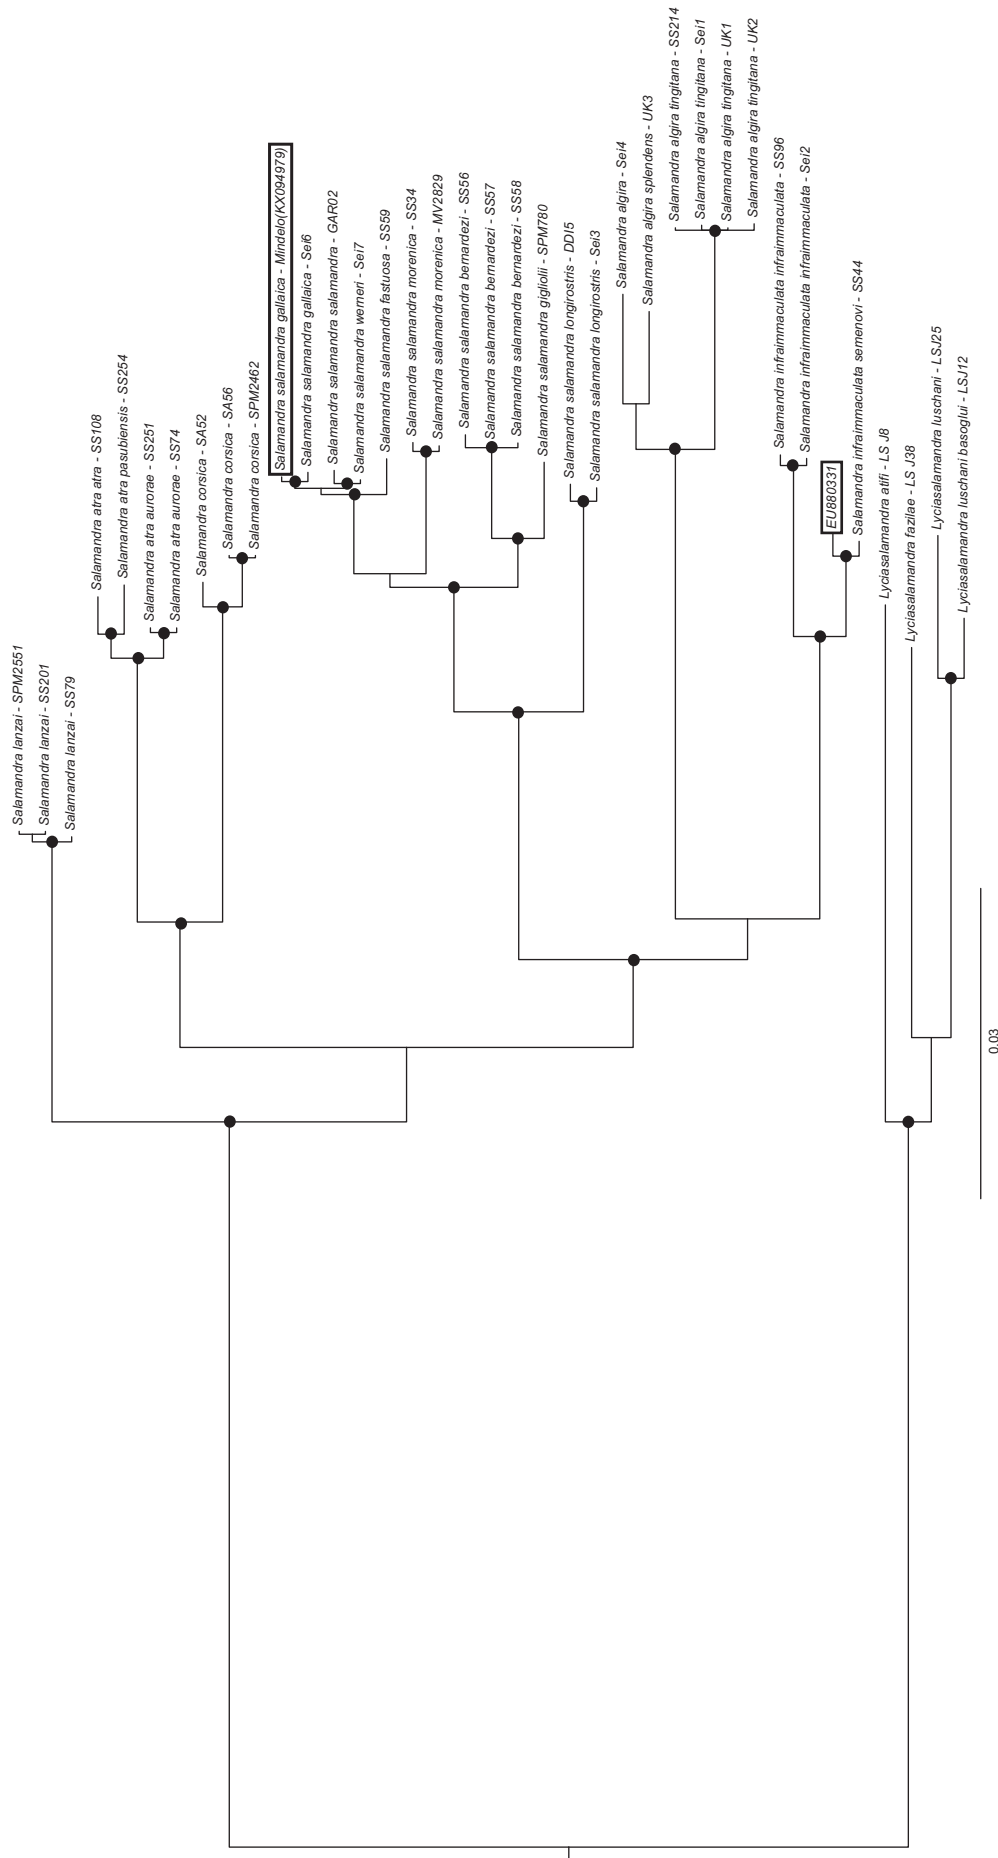 Salamandra lanzai - SPM2551
Salamandra lanzai - SS201
Salamandra lanzai - SS79
Salamandra atra atra - SS108
Salamandra atra pasubiensis - SS254
Salamandra atra aurorae - SS251
Salamandra atra aurorae - SS74
Salamandra corsica - SA52
Salamandra corsica - SA56
Salamandra corsica - SPM2462
Salamandra salamandra gallaica - Mindelo(KX094979)
Salamandra salamandra gallaica - Sei6
Salamandra salamandra salamandra - GAR02
Salamandra salamandra werneri - Sei7
Salamandra salamandra fastuosa - SS59
Salamandra salamandra morenica - SS34
Salamandra salamandra morenica - MV2829
Salamandra salamandra bernardezi - SS56
Salamandra salamandra bernardezi - SS57
Salamandra salamandra bernardezi - SS58
Salamandra salamandra gigliolii - SPM780
Salamandra salamandra longirostris - DDI5
Salamandra salamandra longirostris - Sei3
Salamandra algira - Sei4
Salamandra algira splendens - UK3
Salamandra algira tingitana - SS214
Salamandra algira tingitana - Sei1
Salamandra algira tingitana - UK1
Salamandra algira tingitana - UK2
Salamandra infraimmaculata infraimmaculata - SS96
Salamandra infraimmaculata infraimmaculata - Sei2
EU880331
Salamandra infraimmaculata semenovi - SS44
Lyciasalamandra atifi - LS J8
Lyciasalamandra fazilae - LS J38
Lyciasalamandra luschani - LSJ25
Lyciasalamandra luschani basoglui - LSJ12
0.03